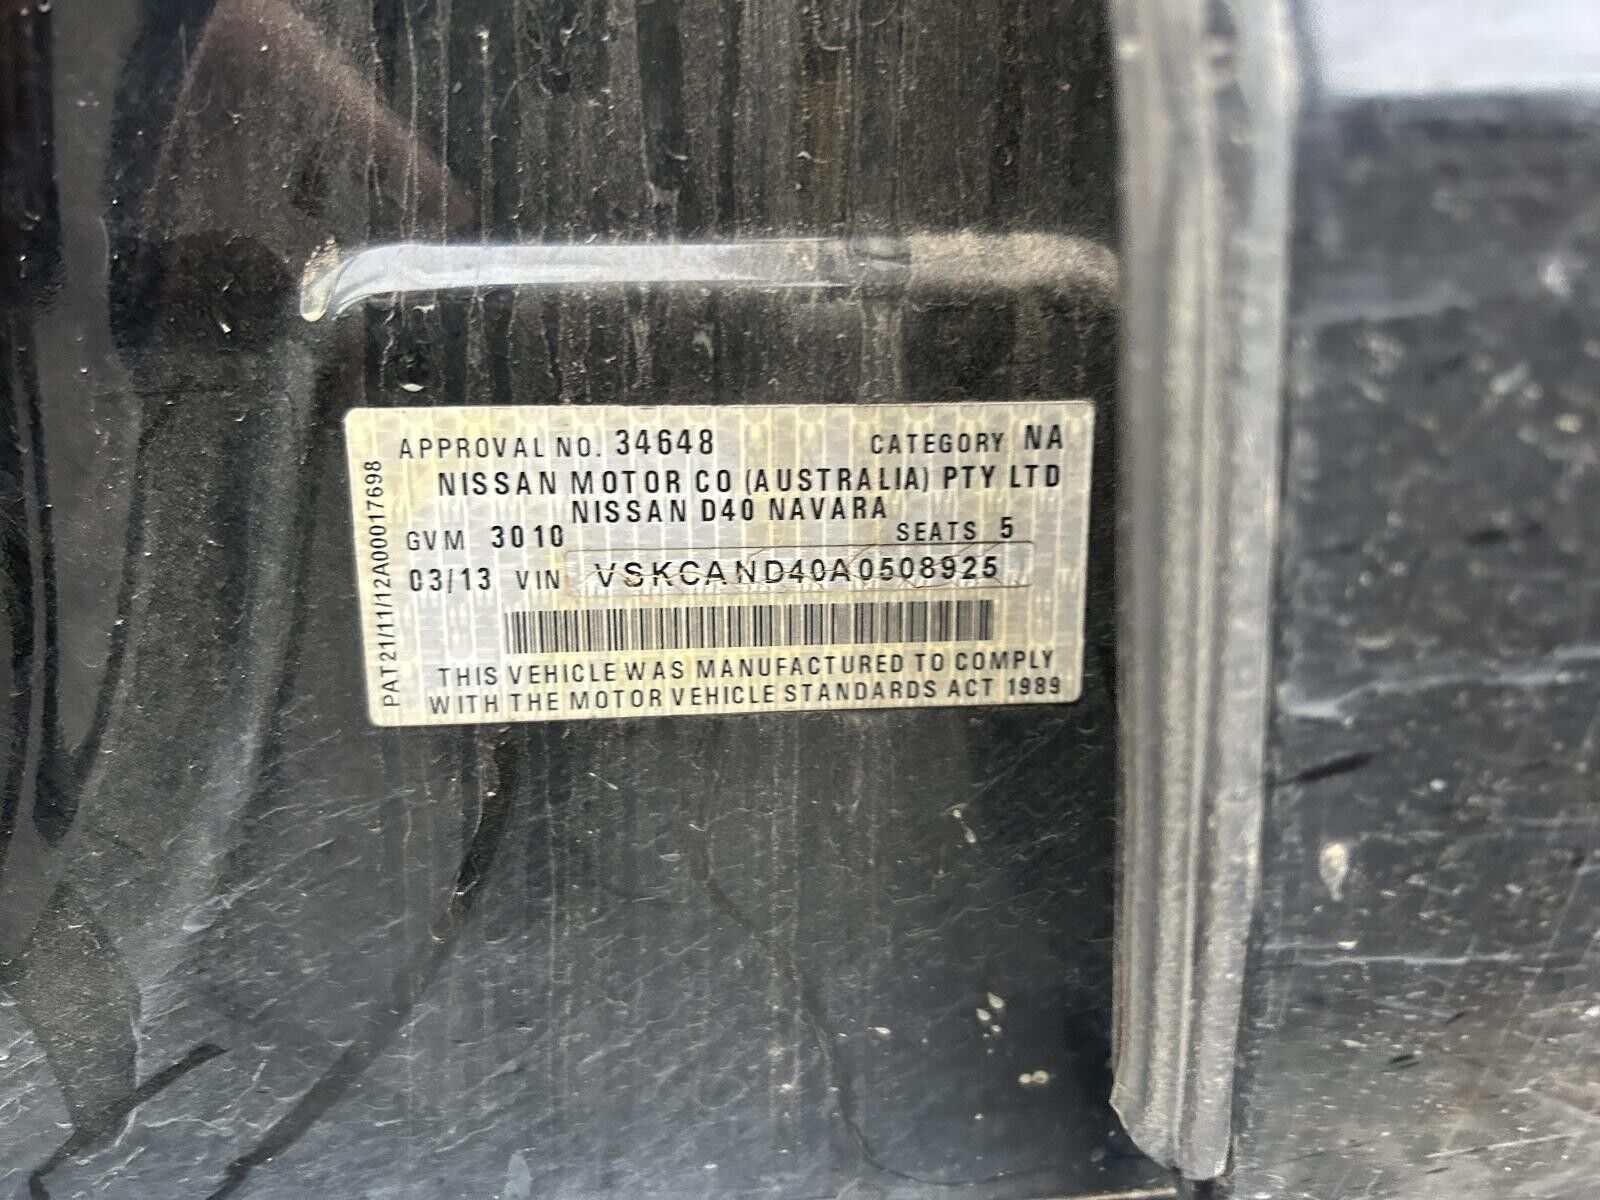 APPROVAL NO. 34648 CATEGORY NA
NISSAN MOTOR CO (AUSTRALIA) PTY LTD
NISSAN D40 NAVARA
GVM 3010 SEATS 5
03/13 VIN VSKCAND40A0508925
THIS VEHICLE WAS MANUFACTURED TO COMPLY
WITH THE MOTOR VEHICLE STANDARDS ACT 1989
PAT21/11/12A00017698